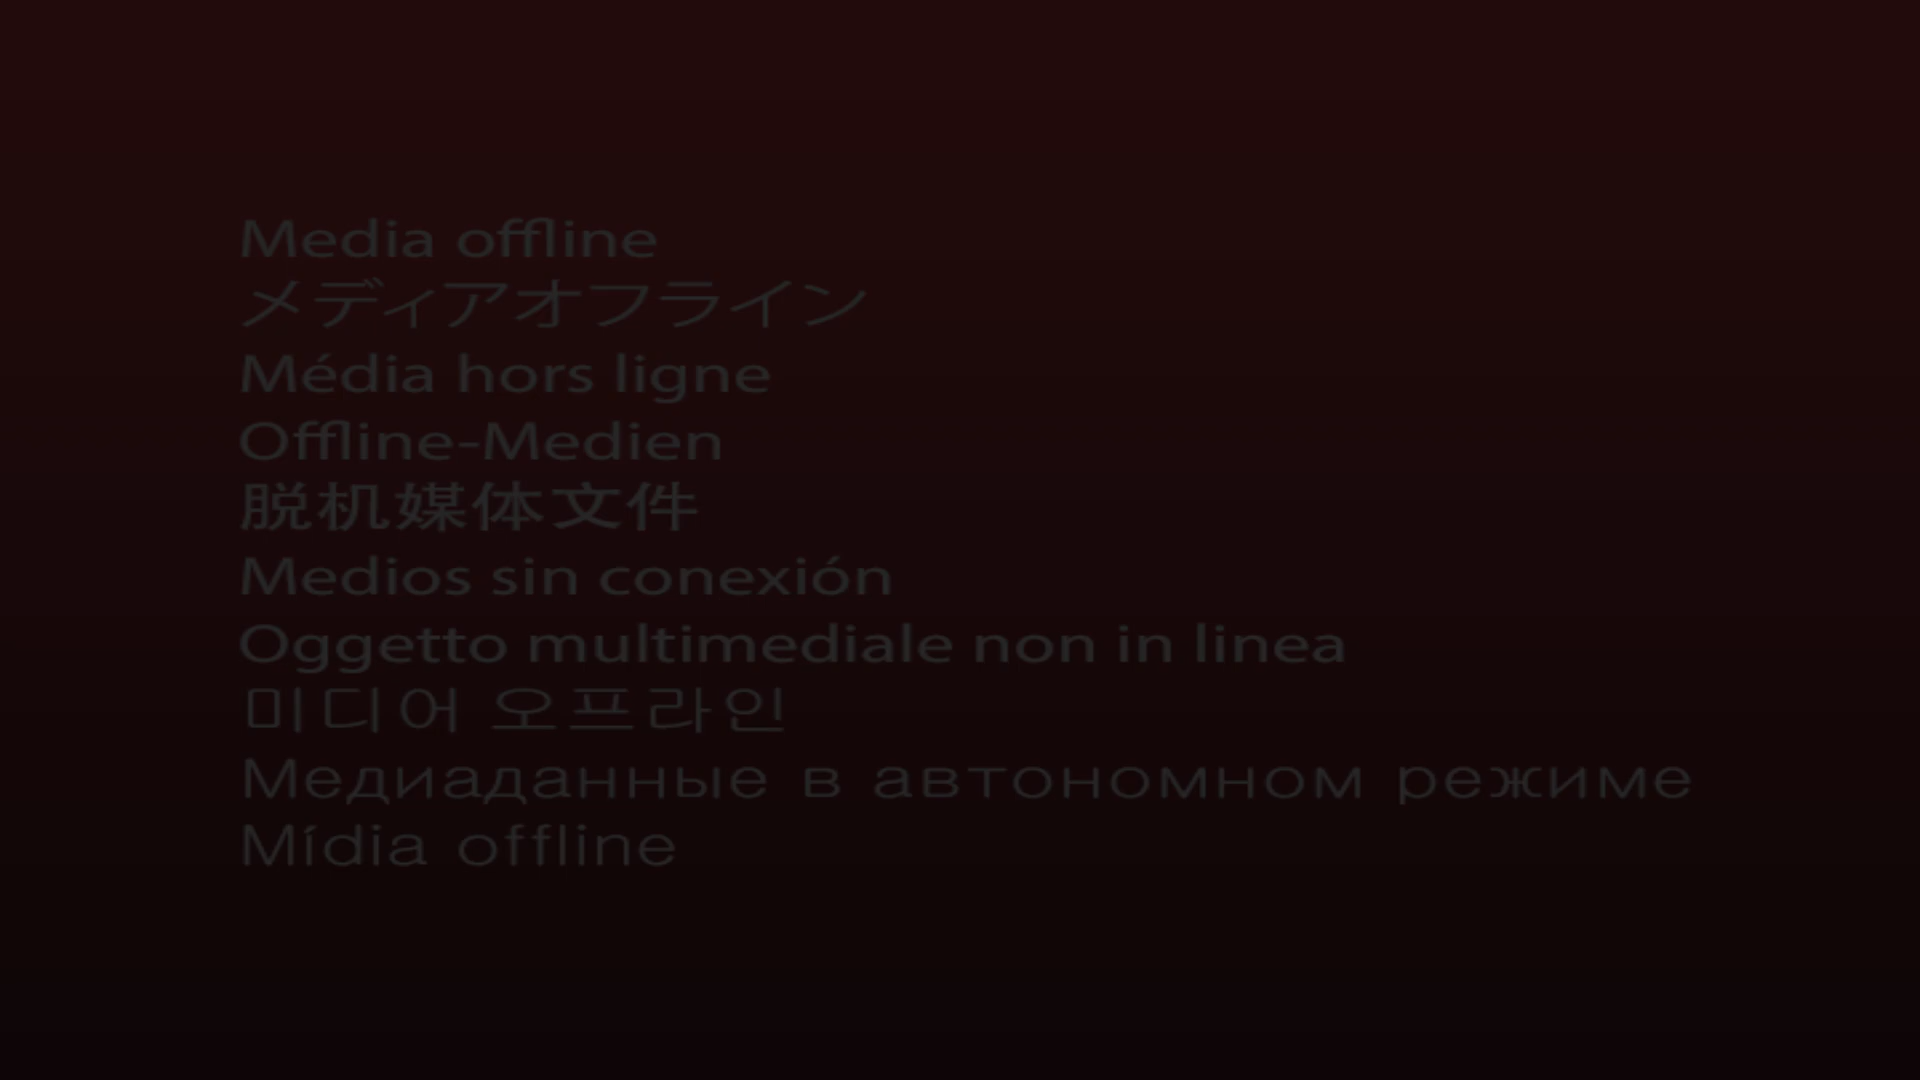 Media offline
メディアオフライン
Média hors ligne
Offline-Medien
脱机媒体文件
Medios sin conexión
Oggetto multimediale non in linea
미디어 오프라인
Медиаданные в автономном режиме
Mídia offline